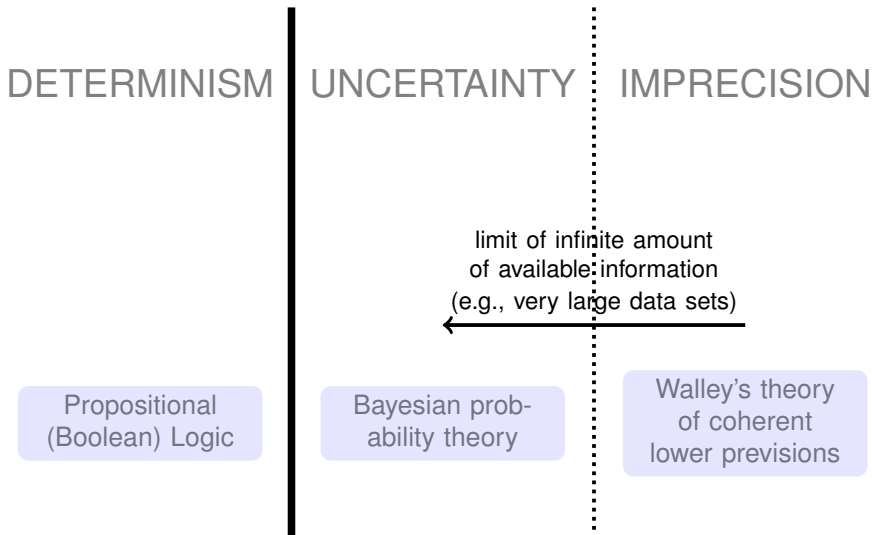 DETERMINISM UNCERTAINTY IMPRECISION
limit of infinite amount
of available information
(e.g., very large data sets)
Propositional
(Boolean) Logic
Bayesian prob-
ability theory
Walley's theory
of coherent
lower previsions